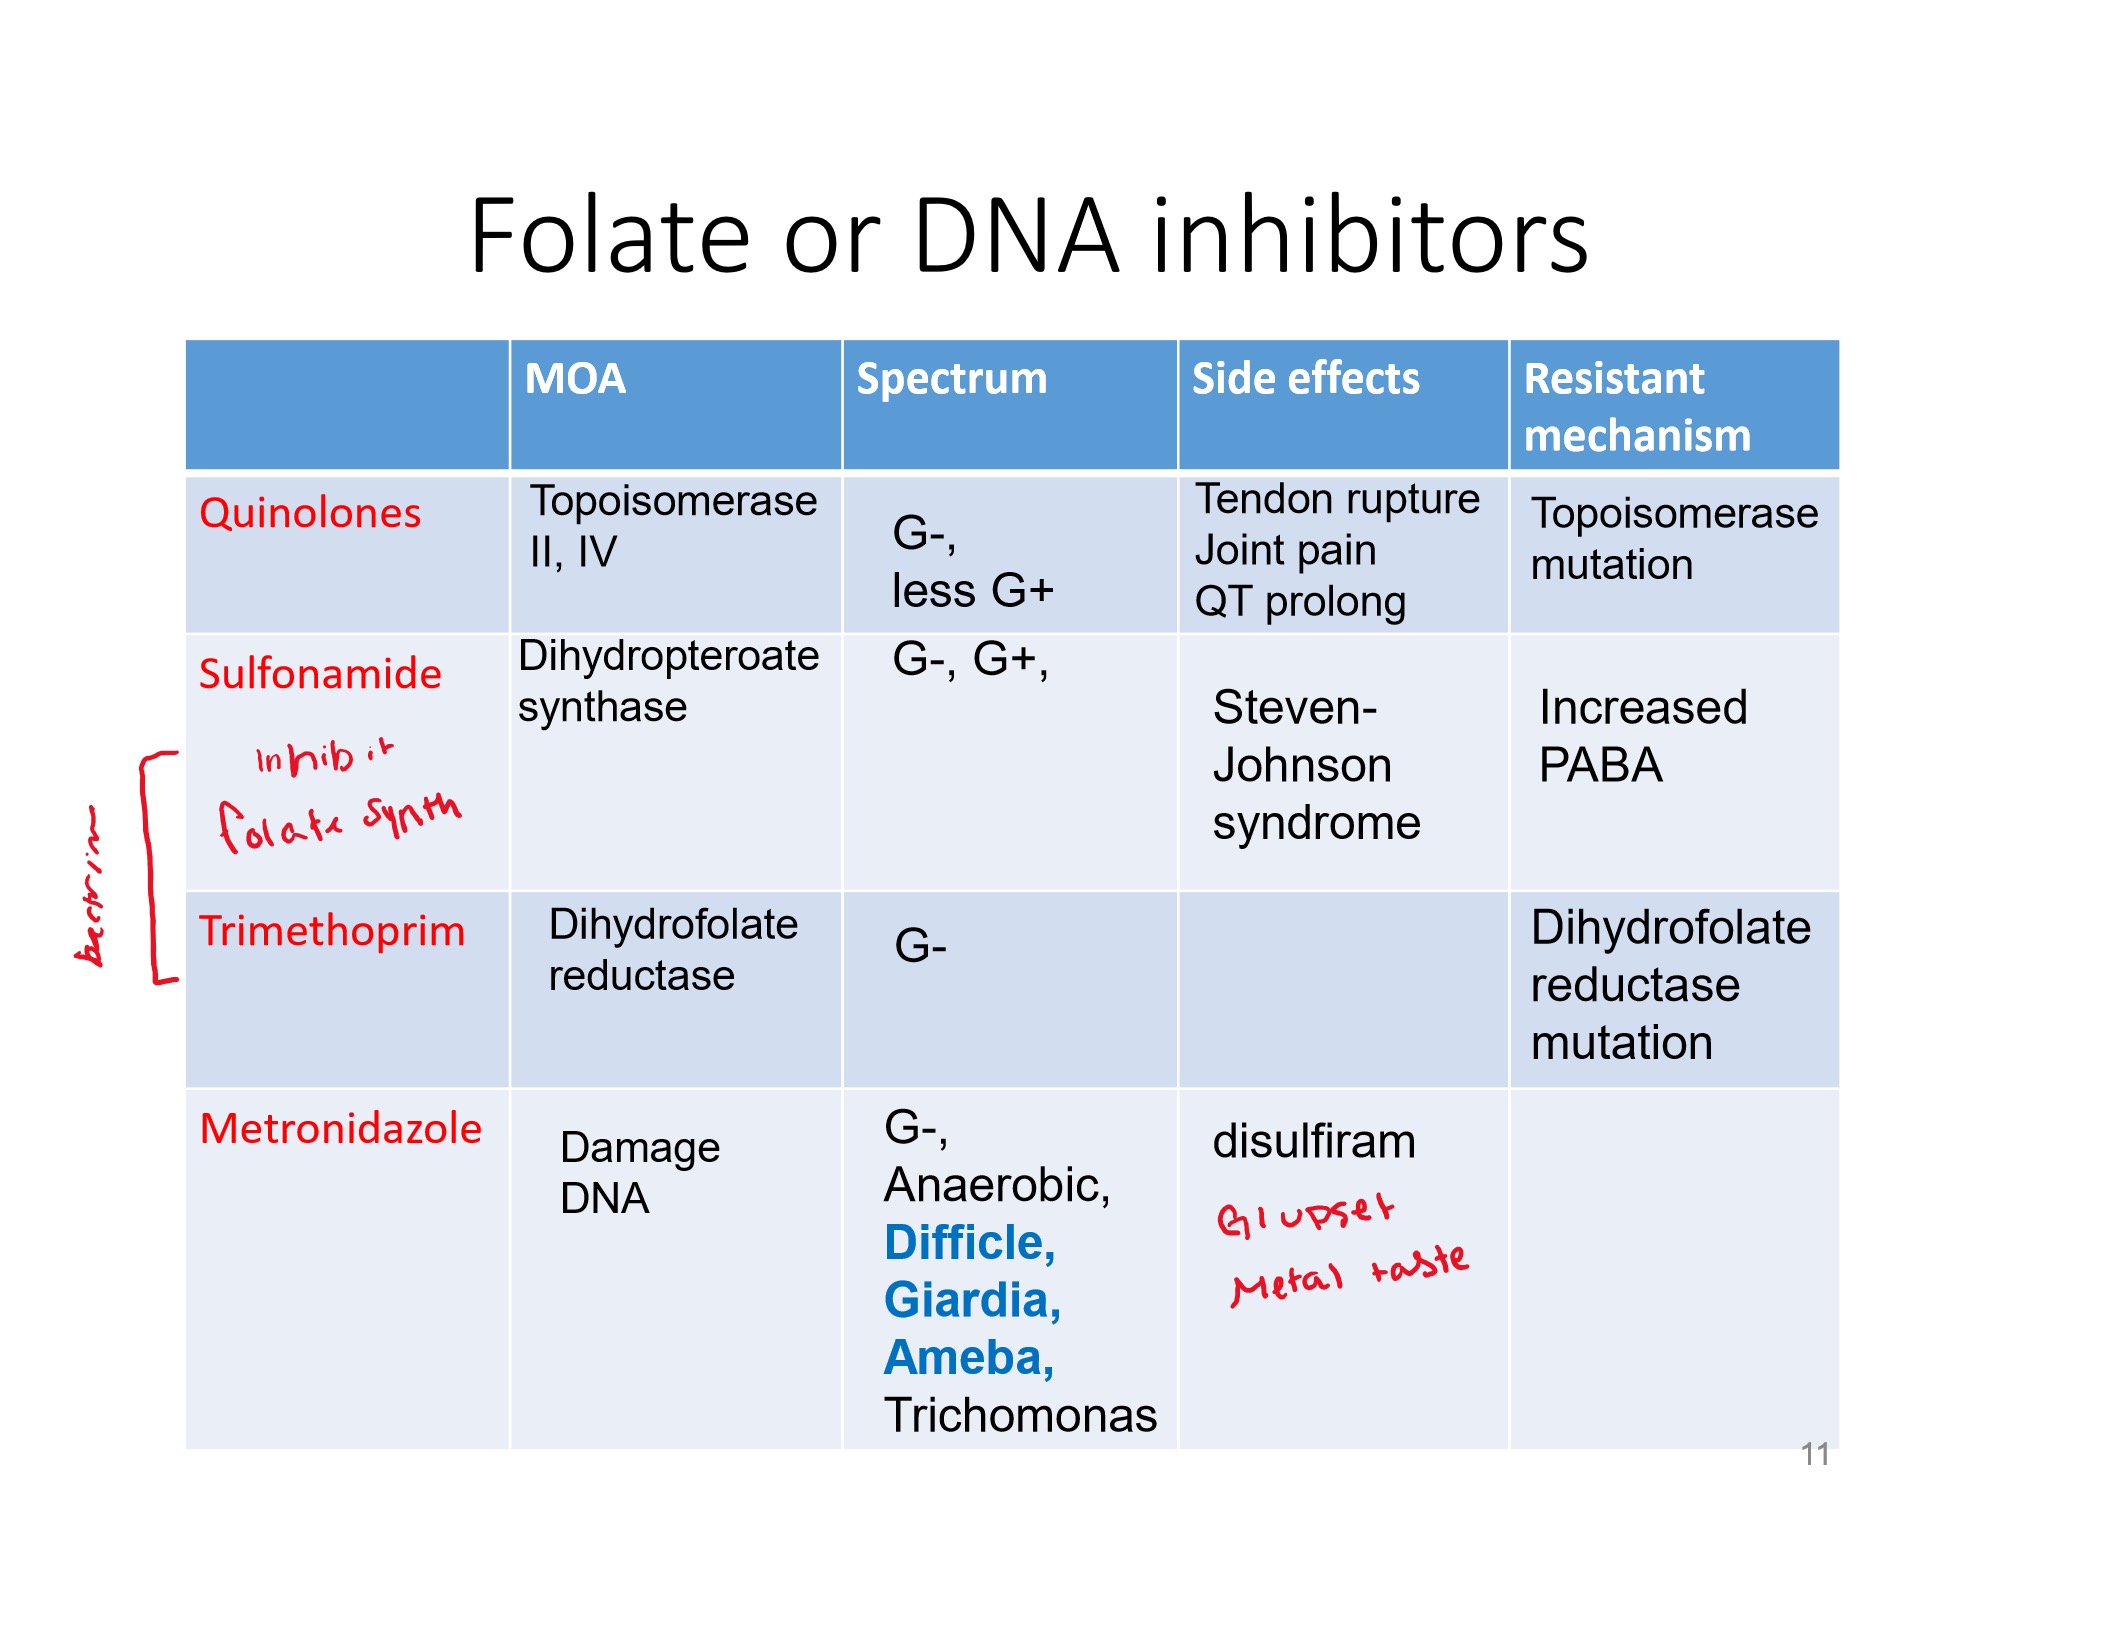 Folate or DNA inhibitors
MOA
Spectrum
Side effects
Resistant
mechanism
Quinolones
Topoisomerase
II, IV
G-,
less G+
Tendon rupture
Joint pain
QT prolong
Topoisomerase
mutation
Sulfonamide
Inhibit
folate synth
Dihydropteroate
synthase
G-, G+,
Steven-
Johnson
syndrome
Increased
PABA
bactrim
Trimethoprim
Dihydrofolate
reductase
G-
Dihydrofolate
reductase
mutation
Metronidazole
Damage
DNA
G-,
Anaerobic,
Difficle,
Giardia,
Ameba,
Trichomonas
disulfiram
GI upset
Metal taste
11